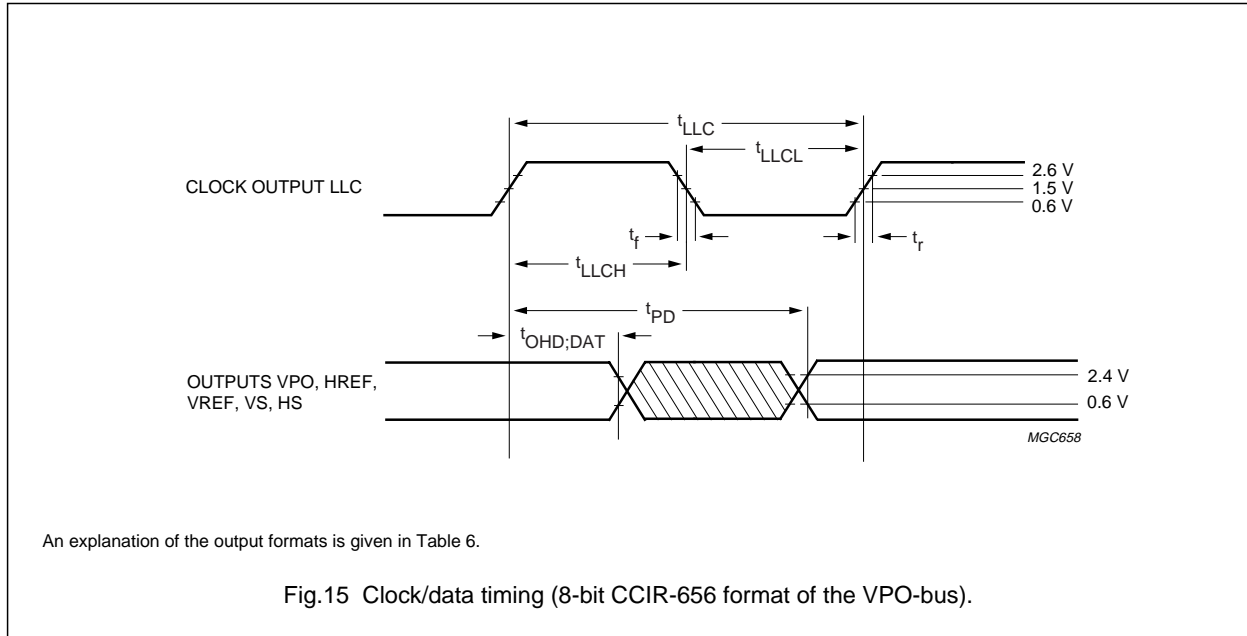 tLLC
tLLCL
CLOCK OUTPUT LLC
2.6 V
1.5 V
0.6 V
tf
tr
tLLCH
tPD
tOHD;DAT
OUTPUTS VPO, HREF,
VREF, VS, HS
2.4 V
0.6 V
MGC658
An explanation of the output formats is given in Table 6.
Fig.15 Clock/data timing (8-bit CCIR-656 format of the VPO-bus).